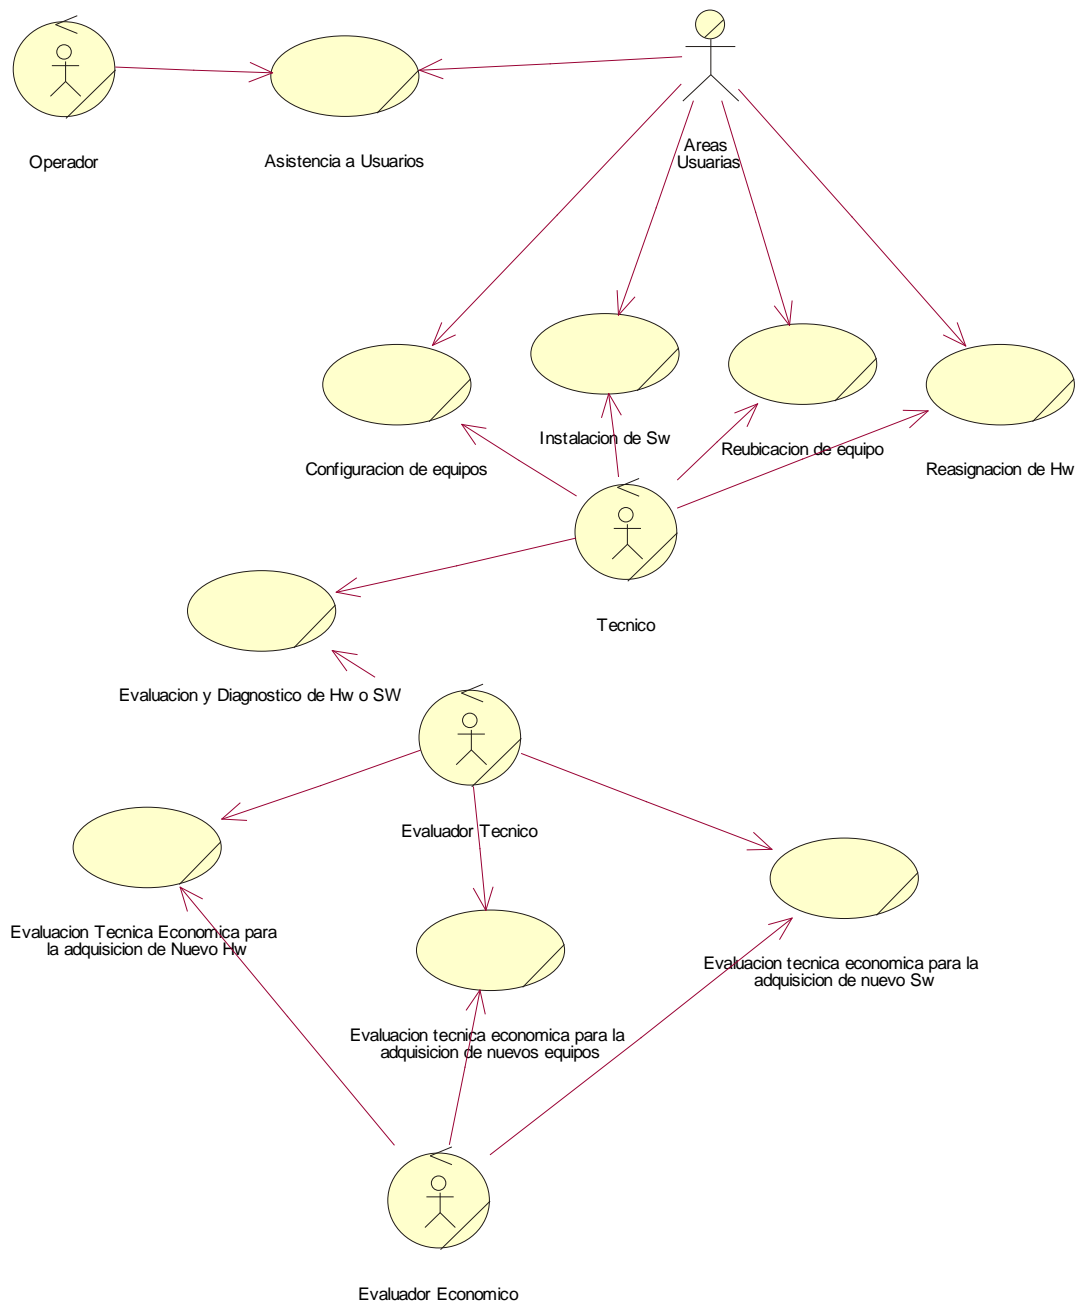 Operador
Asistencia a Usuarios
Areas
Usuarias
Instalacion de Sw
Reubicacion de equipo
Configuracion de equipos
Reasignacion de Hw
Tecnico
Evaluacion y Diagnostico de Hw o SW
Evaluador Tecnico
Evaluacion Tecnica Economica para
la adquisicion de Nuevo Hw
Evaluacion tecnica economica para la
adquisicion de nuevo Sw
Evaluacion tecnica economica para la
adquisicion de nuevos equipos
Evaluador Economico